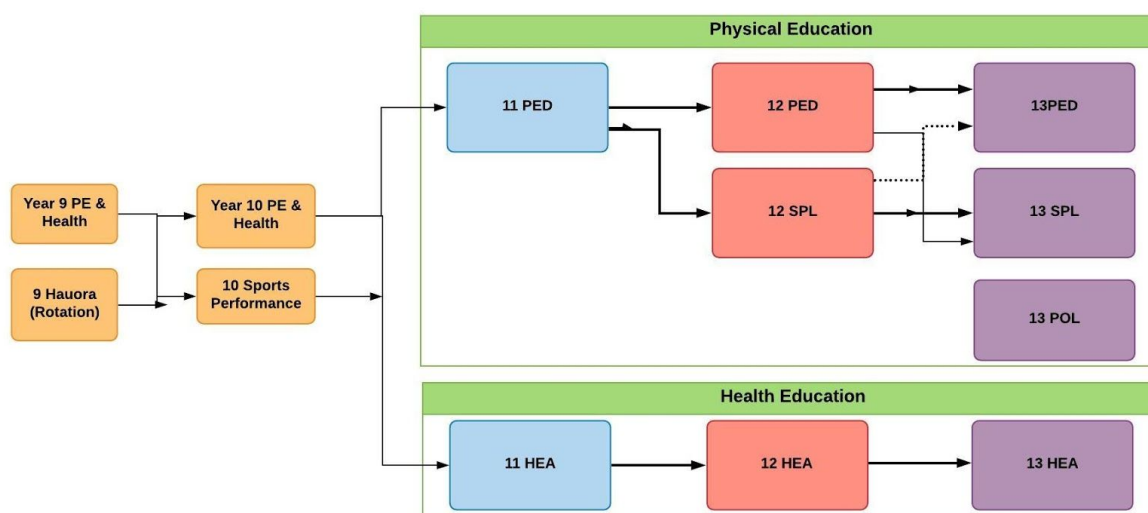 Physical Education
11 PED
12 PED
13PED
Year 9 PE &
Health
Year 10 PE &
Health
12 SPL
13 SPL
9 Hauora
(Rotation)
10 Sports
Performance
13 POL
Health Education
11 HEA
12 HEA
13 HEA